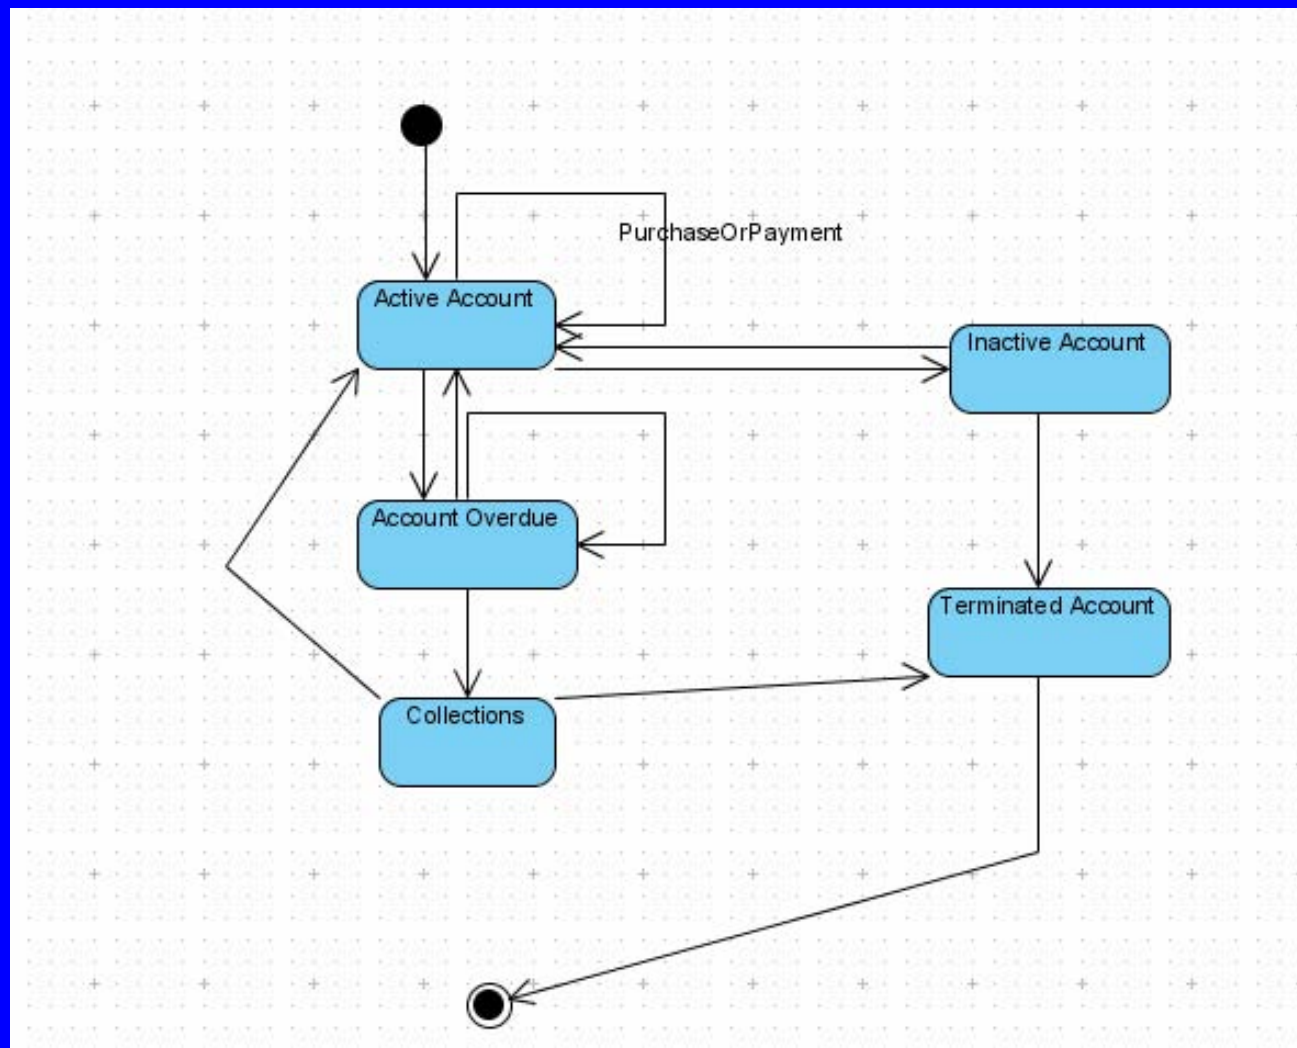 PurchaseOrPayment
Active Account
Inactive Account
Account Overdue
Terminated Account
Collections